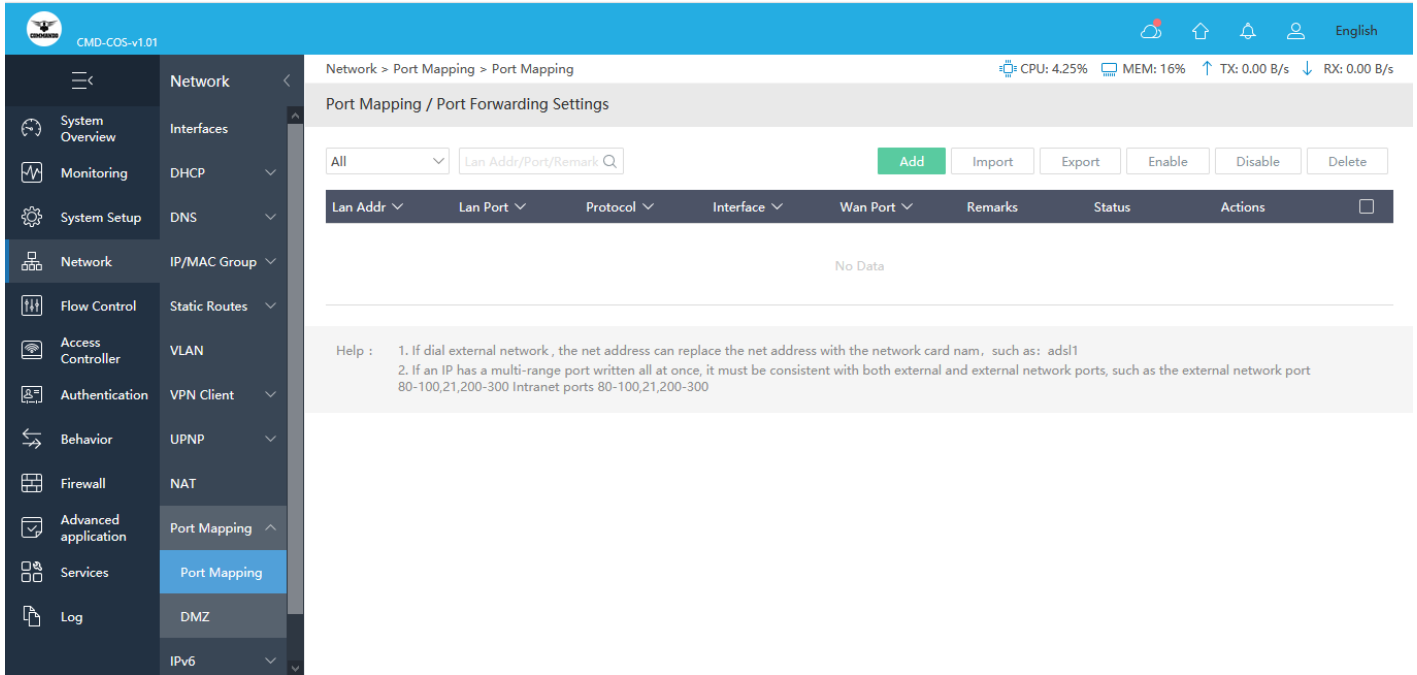 COMMANDO
CMD-COS-v1.01
English
Network
System
Overview
Monitoring
System Setup
Network
Flow Control
Access
Controller
Authentication
Behavior
Firewall
Advanced
application
Services
Log
Interfaces
DHCP
DNS
IP/MAC Group
Static Routes
VLAN
VPN Client
UPNP
NAT
Port Mapping
Port Mapping
DMZ
IPv6
Network > Port Mapping > Port Mapping
CPU: 4.25% MEM: 16% ↑ TX: 0.00 B/s ↓ RX: 0.00 B/s
Port Mapping / Port Forwarding Settings
All Lan Addr/Port/Remark Add Import Export Enable Disable Delete
Lan Addr Lan Port Protocol Interface Wan Port Remarks Status Actions
No Data
Help : 1. If dial external network , the net address can replace the net address with the network card nam, such as: adsl1
2. If an IP has a multi-range port written all at once, it must be consistent with both external and external network ports, such as the external network port
80-100,21,200-300 Intranet ports 80-100,21,200-300